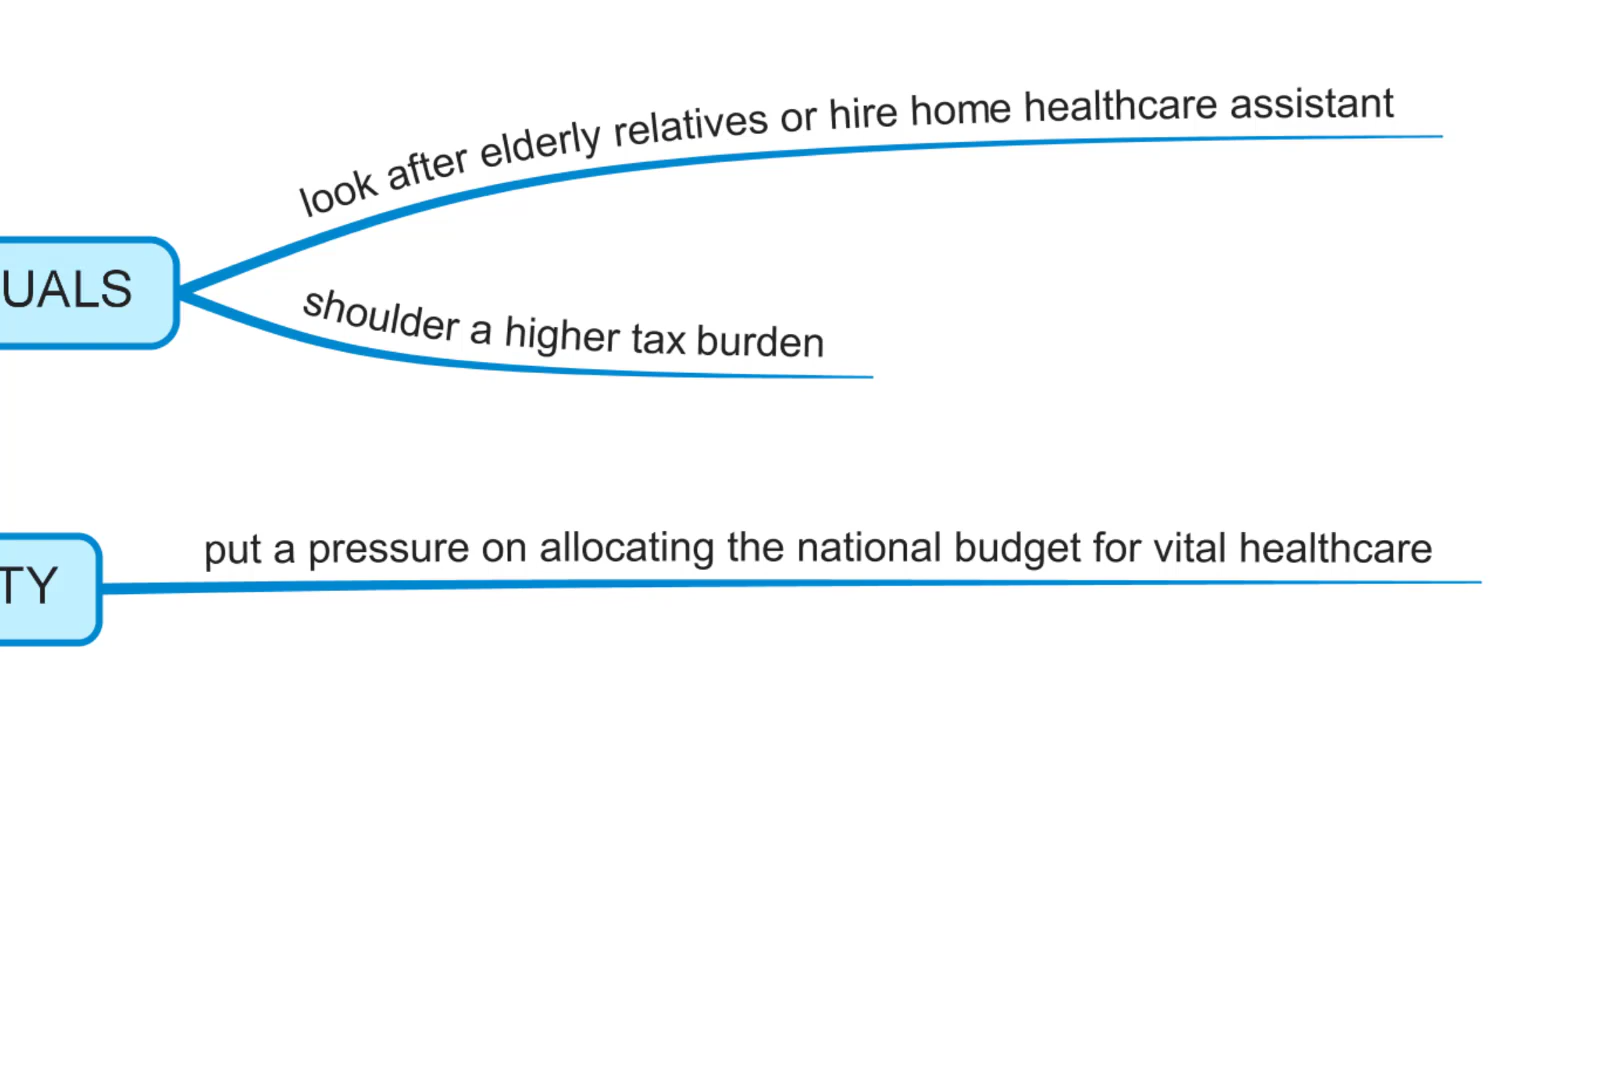 look after elderly relatives or hire home healthcare assistant
UALS
shoulder a higher tax burden
put a pressure on allocating the national budget for vital healthcare
TY